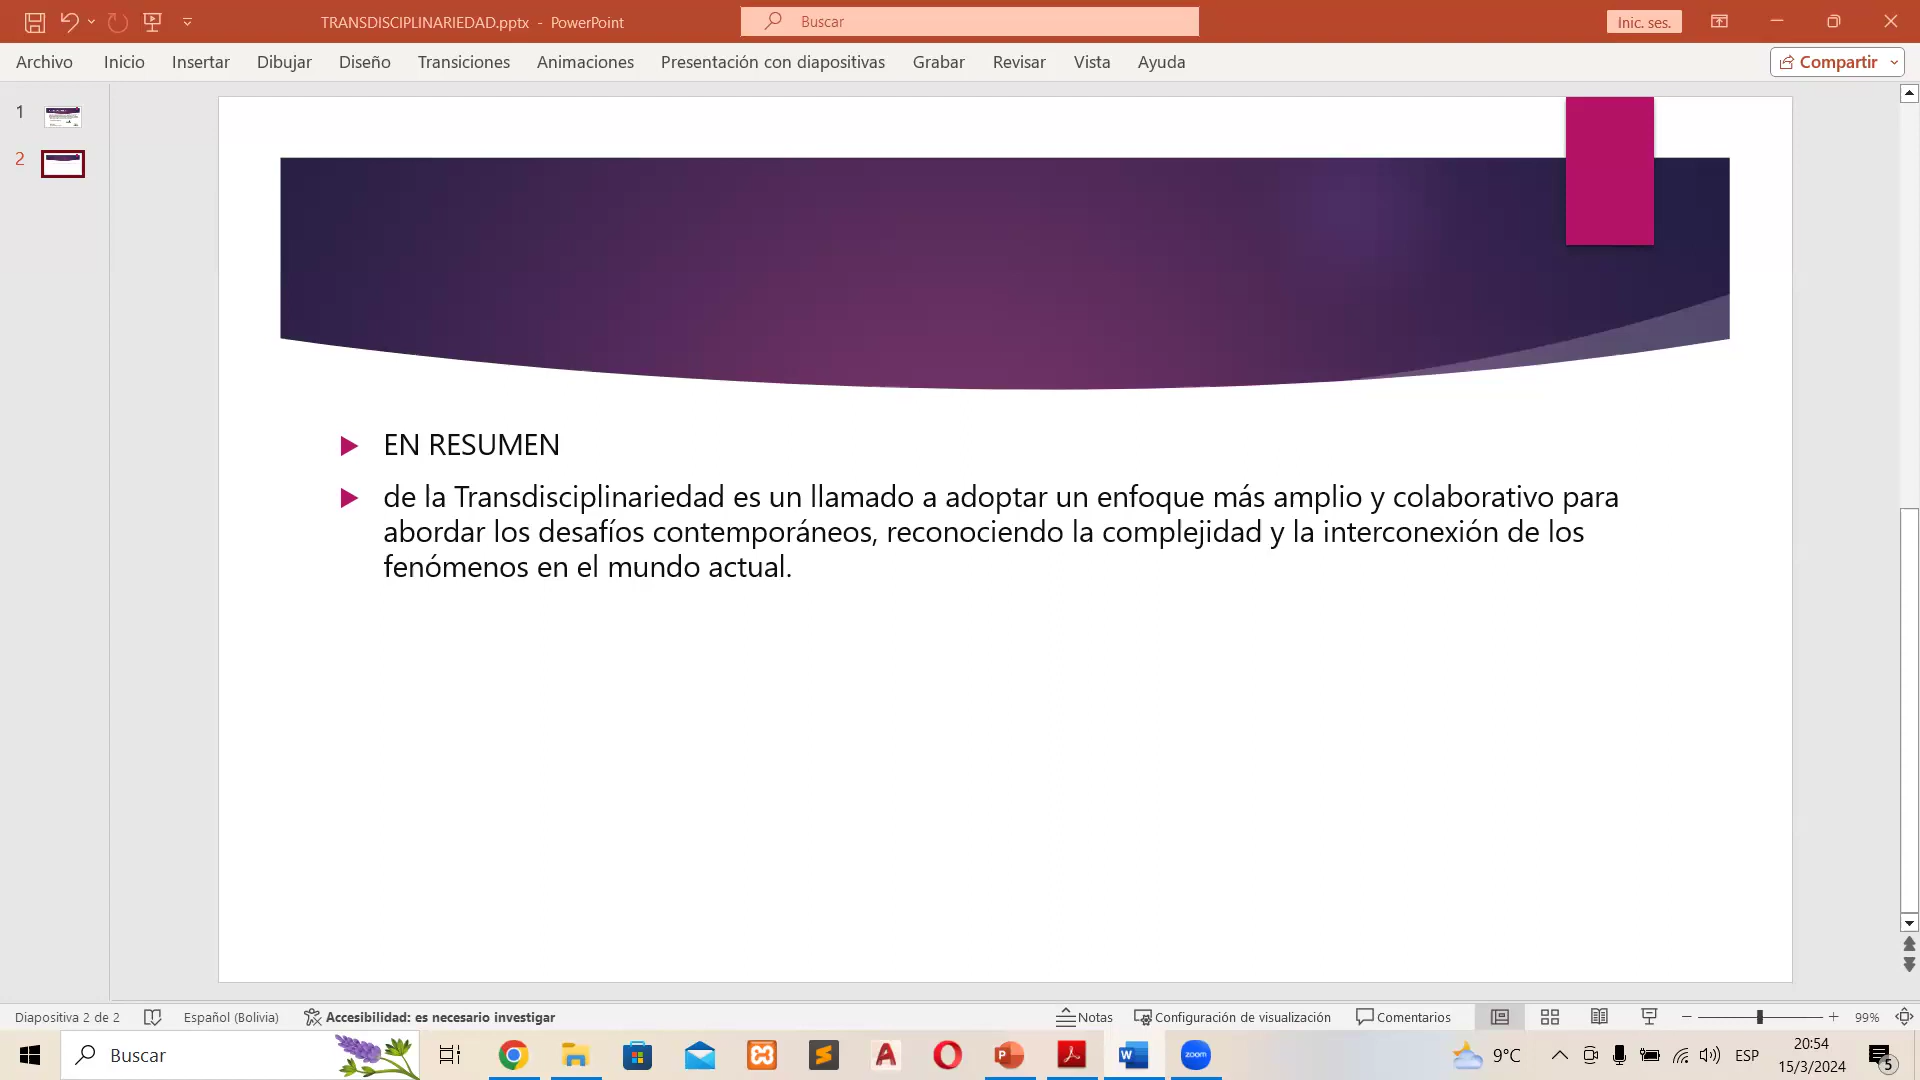 TRANSDISCIPLINARIEDAD.pptx - PowerPoint
Buscar
Inic. ses.
Archivo Inicio Insertar Dibujar Diseño Transiciones Animaciones Presentación con diapositivas Grabar Revisar Vista Ayuda
Compartir
1
2
EN RESUMEN
de la Transdisciplinariedad es un llamado a adoptar un enfoque más amplio y colaborativo para
abordar los desafíos contemporáneos, reconociendo la complejidad y la interconexión de los
fenómenos en el mundo actual.
Diapositiva 2 de 2 Español (Bolivia) Accesibilidad: es necesario investigar Notas Configuración de visualización Comentarios 99%
Buscar
zoom
9°C
ESP
20:54
15/3/2024
5